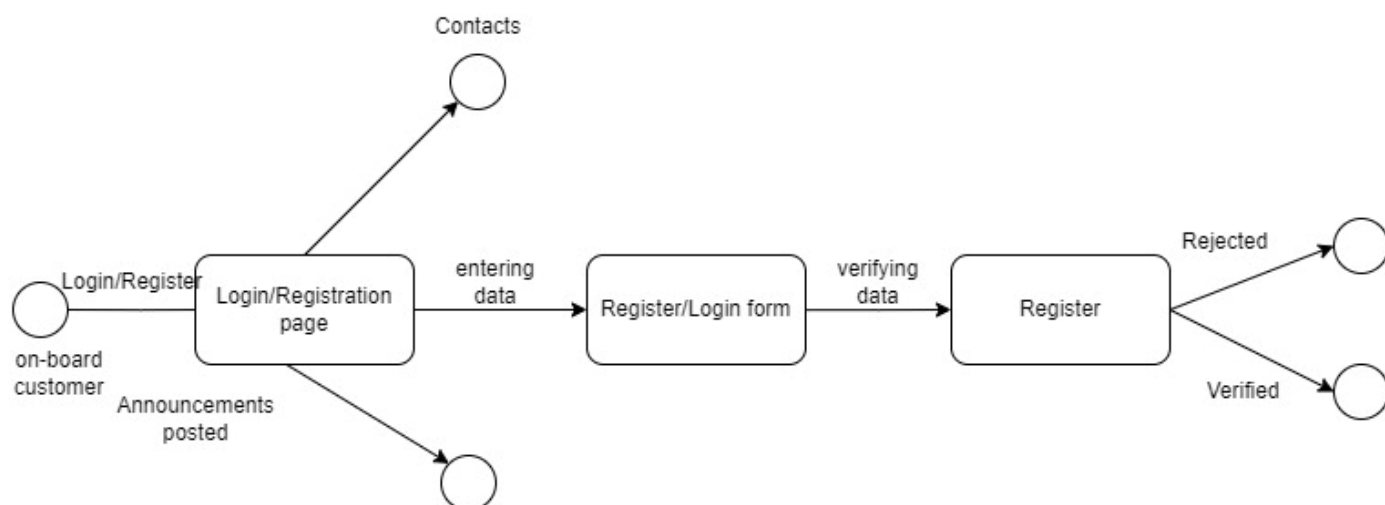 Contacts
Login/Register
Login/Registration
page
entering
data
Register/Login form
verifying
data
Register
Rejected
Verified
on-board
customer
Announcements
posted